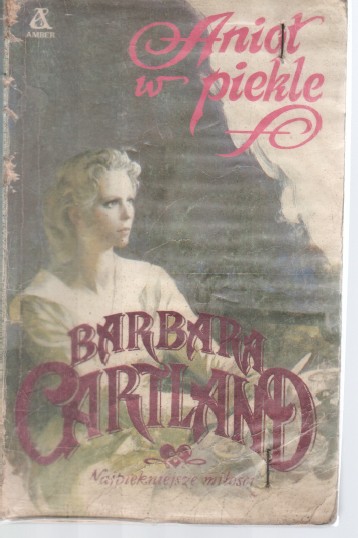 AMBER
Anioł
w piekle
BARBARA
CARTLAND
Najpiękniejsze miłości